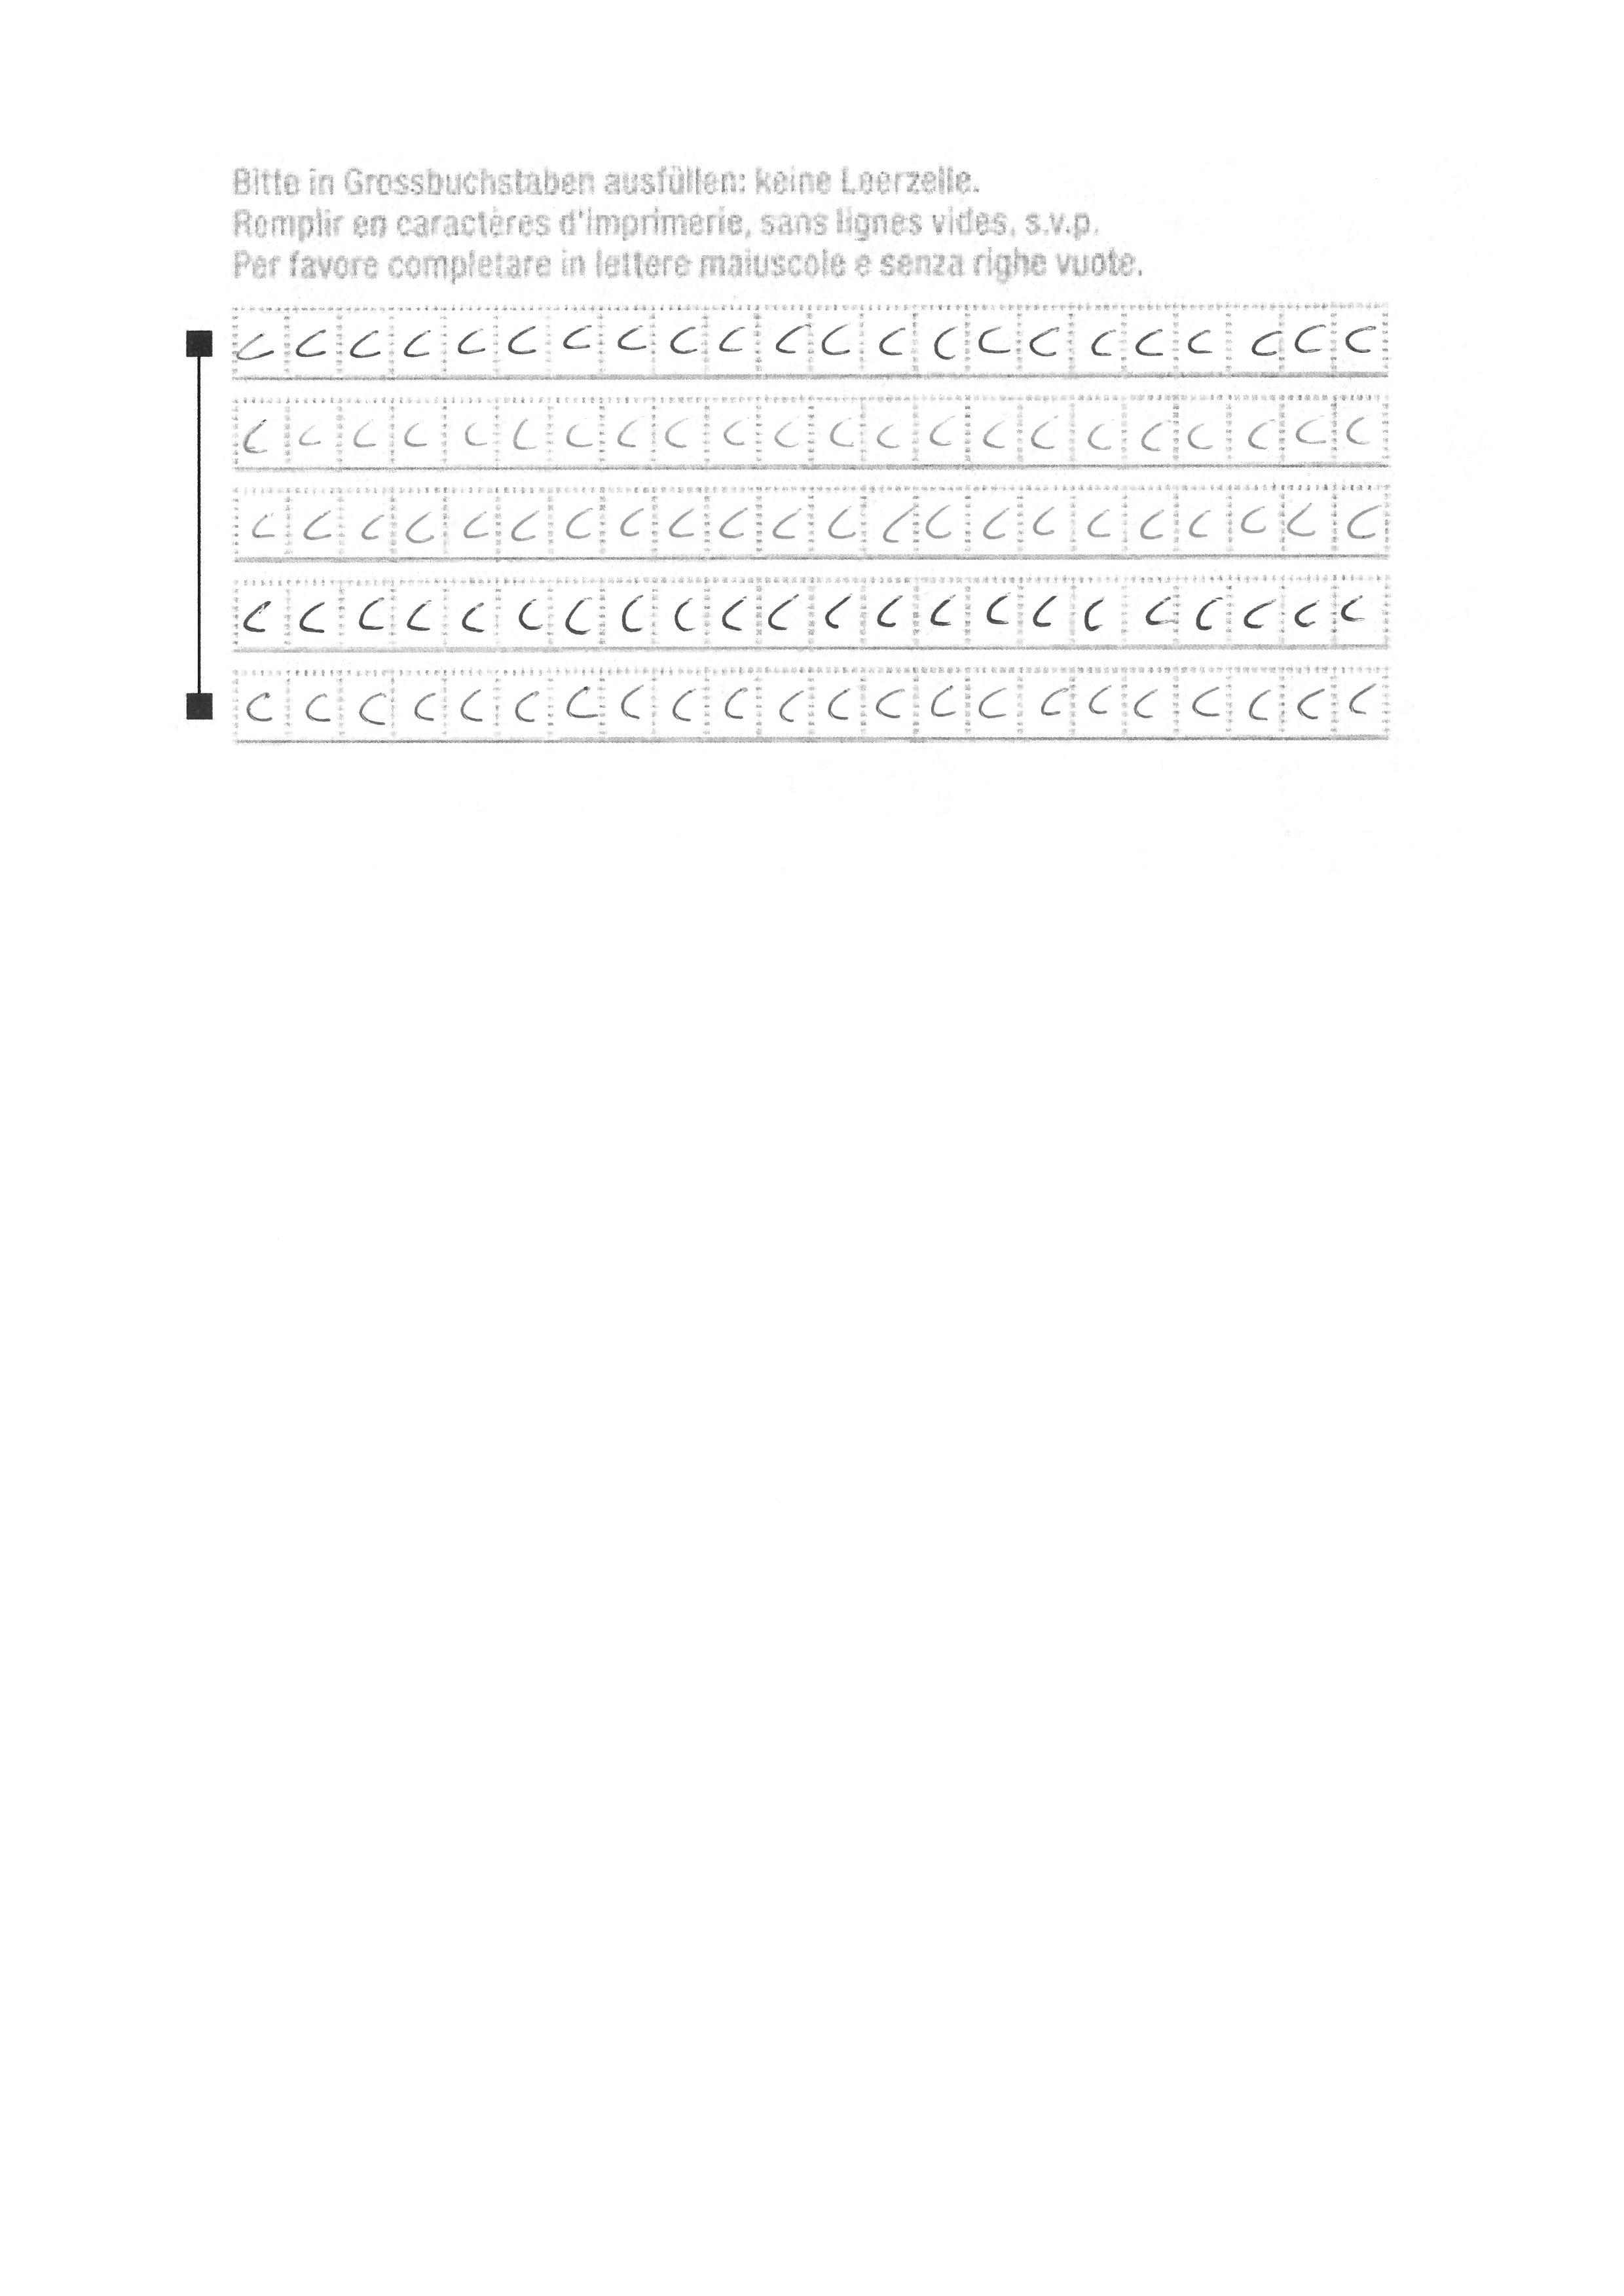 Bitte in Grossbuchstaben ausfüllen: keine Leerzeile.
Remplir en caractères d'imprimerie, sans lignes vides, s.v.p.
Per favore completare in lettere maiuscole e senza righe vuote.
C C C C C C C C C C C C C C C C C C C C C C
C C C C C C C C C C C C C C C C C C C C C C
C C C C C C C C C C C C C C C C C C C C C C
C C C C C C C C C C C C C C C C C C C C C C
C C C C C C C C C C C C C C C C C C C C C C